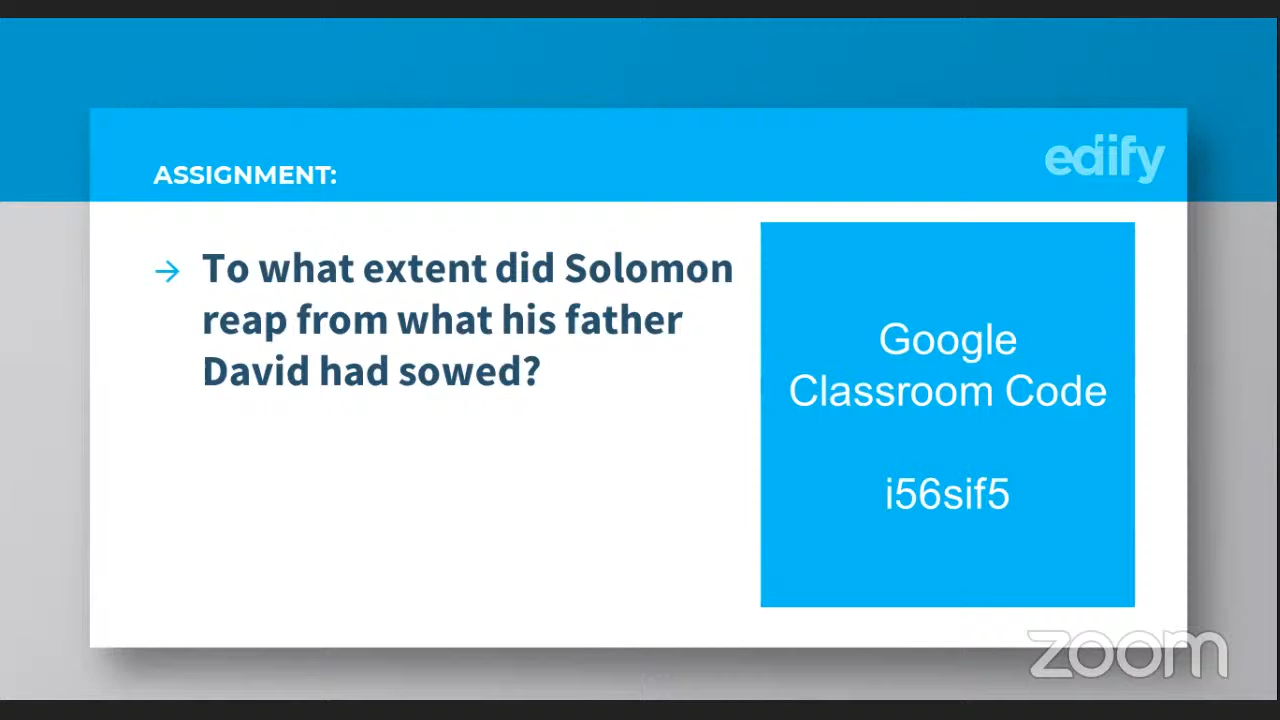 edify
ASSIGNMENT:
→ To what extent did Solomon
reap from what his father
David had sowed?
Google
Classroom Code
i56sif5
zoom